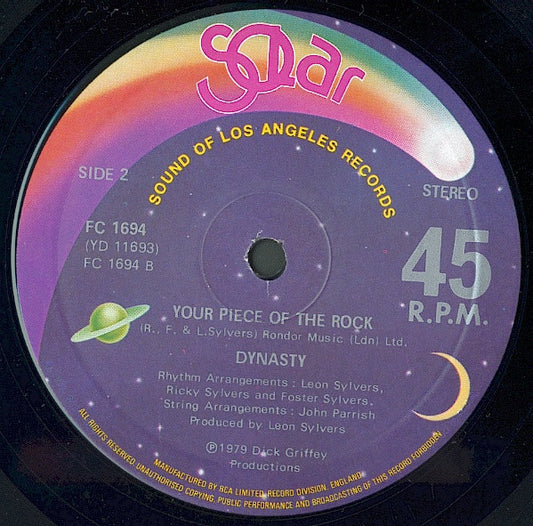 Solar
SOUND OF LOS ANGELES RECORDS
SIDE 2
STEREO
FC 1694
(YD 11693)
FC 1694 B
45
R.P.M.
YOUR PIECE OF THE ROCK
(R., F. & L.Sylvers) Rondor Music (Ldn) Ltd.
DYNASTY
Rhythm Arrangements : Leon Sylvers,
Ricky Sylvers and Foster Sylvers.
String Arrangements : John Parrish
Produced by Leon Sylvers
℗1979 Dick Griffey
Productions
MANUFACTURED BY RCA LIMITED, RECORD DIVISION, ENGLAND.
ALL RIGHTS RESERVED. UNAUTHORISED COPYING, PUBLIC PERFORMANCE AND BROADCASTING OF THIS RECORD FORBIDDEN.